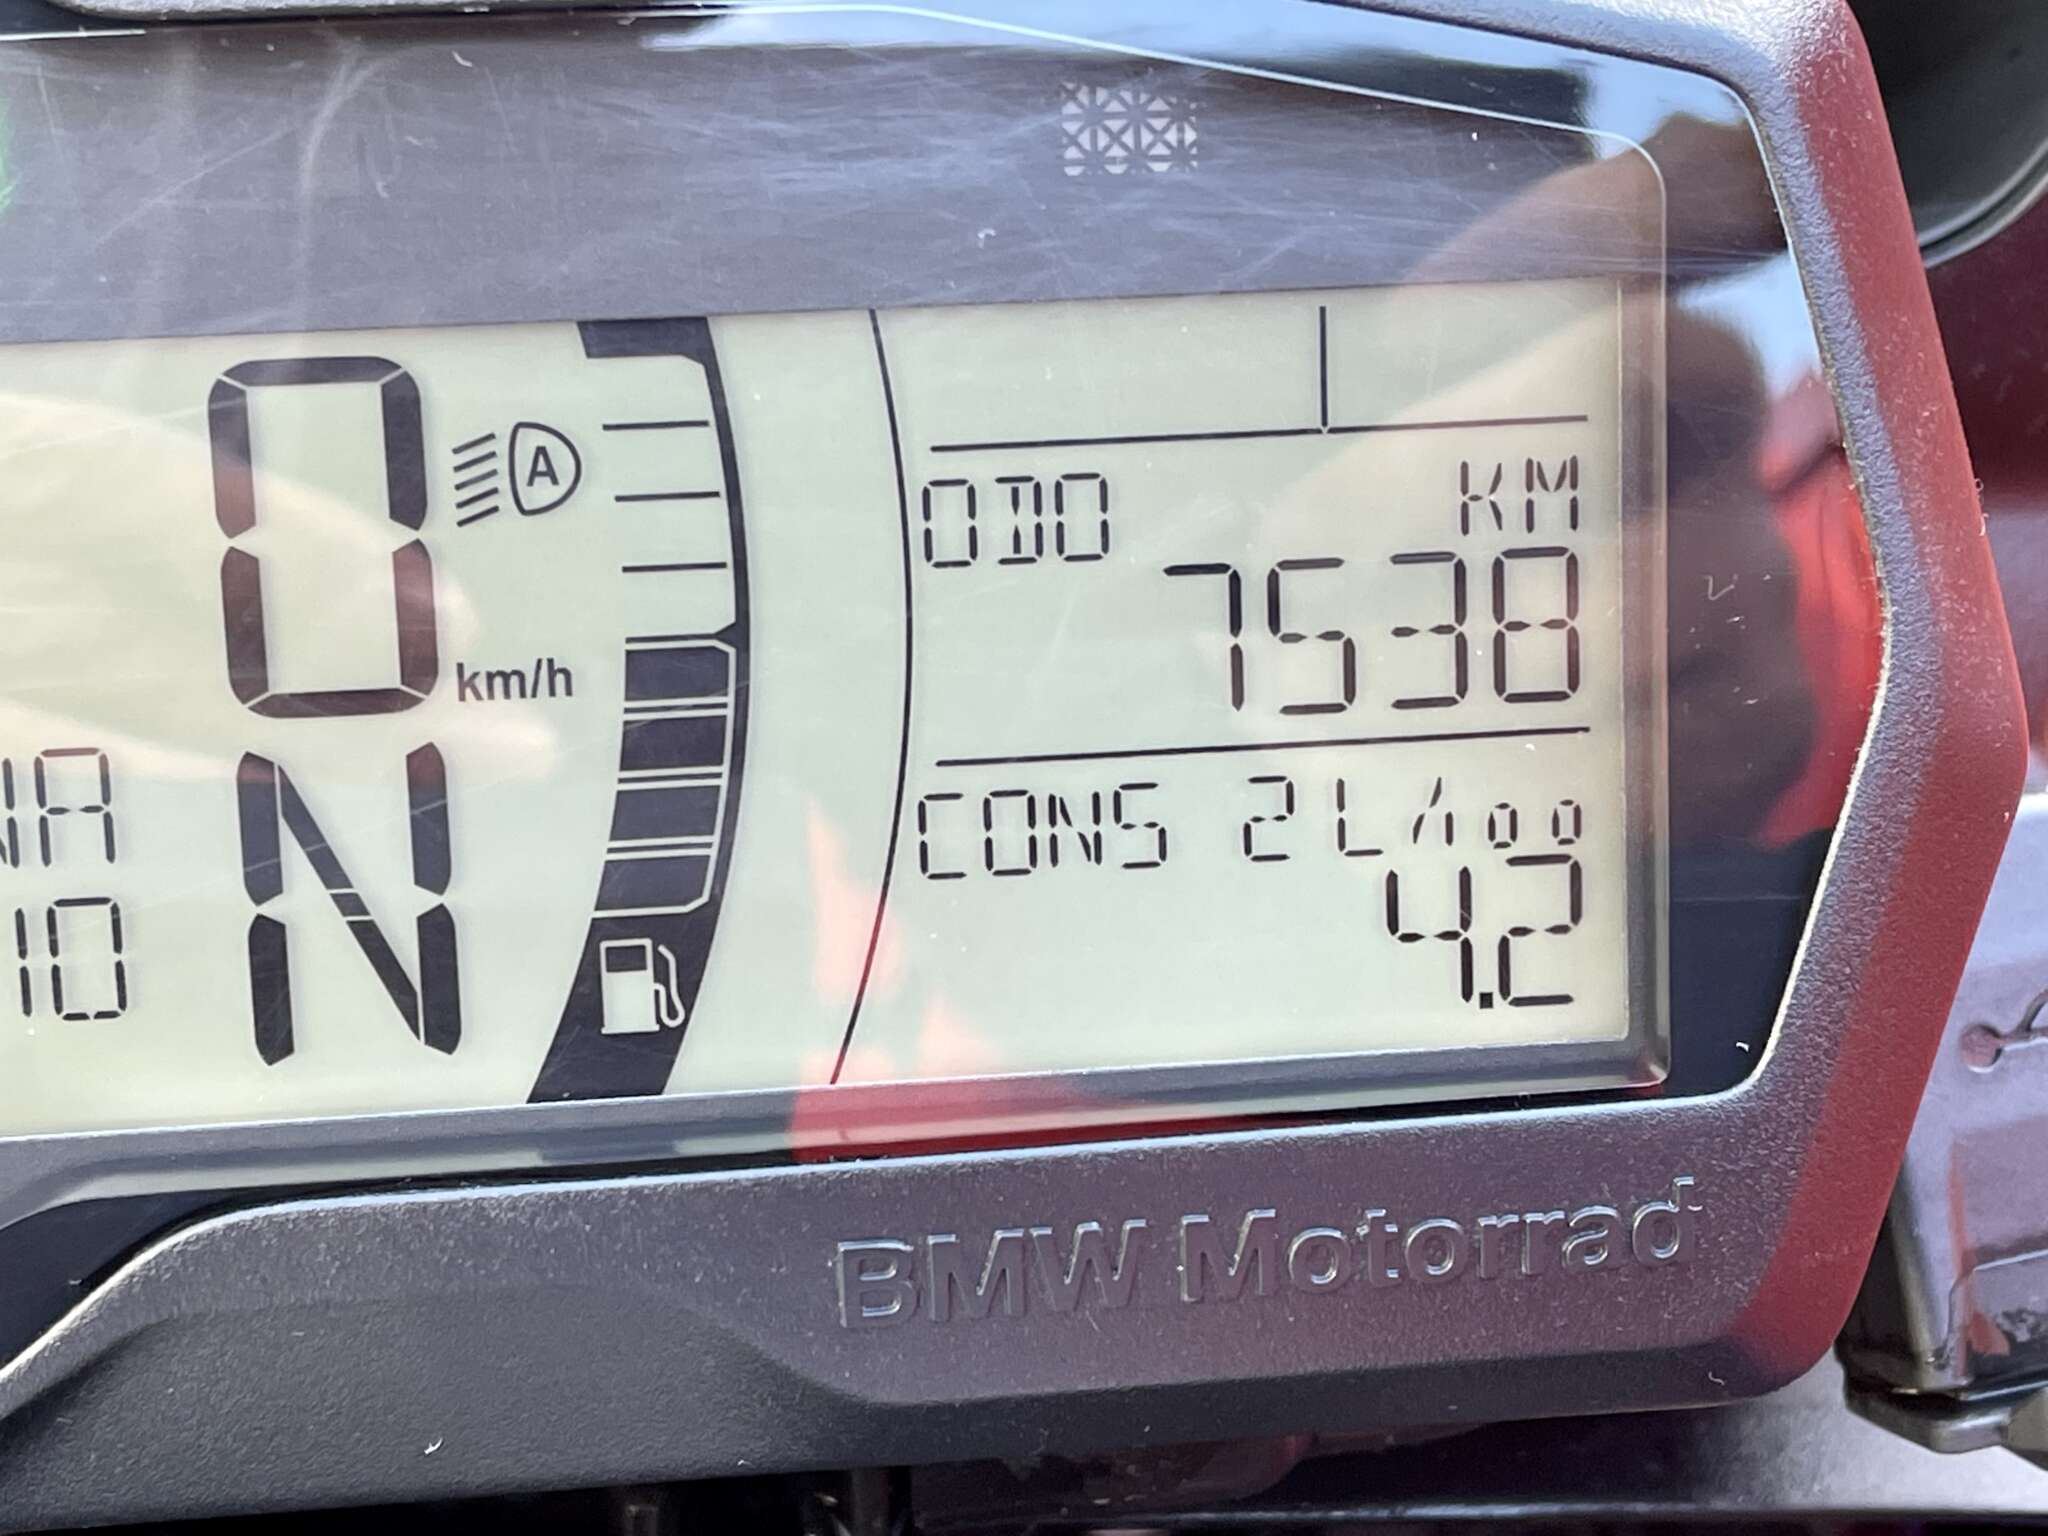 0
A
km/h
N
10
ODO KM
7538
CONS 2 L/100
4.2
BMW Motorrad